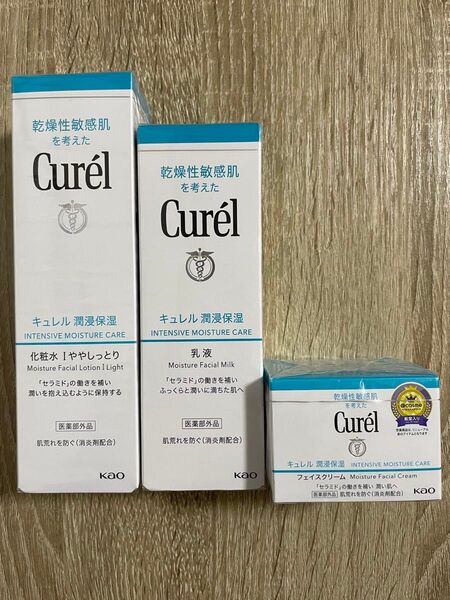 乾燥性敏感肌
を考えた
Curél
キュレル 潤浸保湿
INTENSIVE MOISTURE CARE
化粧水 Ⅰ ややしっとり
Moisture Facial Lotion Ⅰ Light
「セラミド」の働きを補い
潤いを抱え込むように保持する
医薬部外品
肌荒れを防ぐ(消炎剤配合)
Kao
乾燥性敏感肌
を考えた
Curél
キュレル 潤浸保湿
INTENSIVE MOISTURE CARE
乳液
Moisture Facial Milk
「セラミド」の働きを補い
ふっくらと潤いに満ちた肌へ
医薬部外品
肌荒れを防ぐ(消炎剤配合)
Kao
乾燥性敏感肌
を考えた
Curél
@cosme
殿堂入り
キュレル 潤浸保湿 INTENSIVE MOISTURE CARE
フェイスクリーム Moisture Facial Cream
「セラミド」の働きを補い 潤い肌へ
医薬部外品 肌荒れを防ぐ(消炎剤配合)
Kao